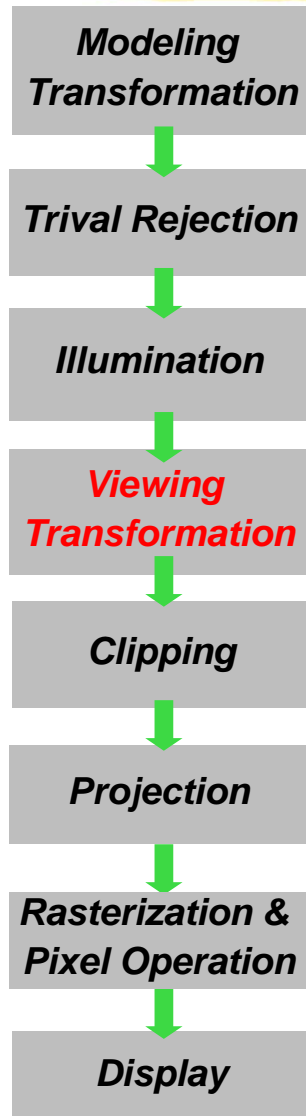 Modeling
Transformation
Trival Rejection
Illumination
Viewing
Transformation
Clipping
Projection
Rasterization &
Pixel Operation
Display